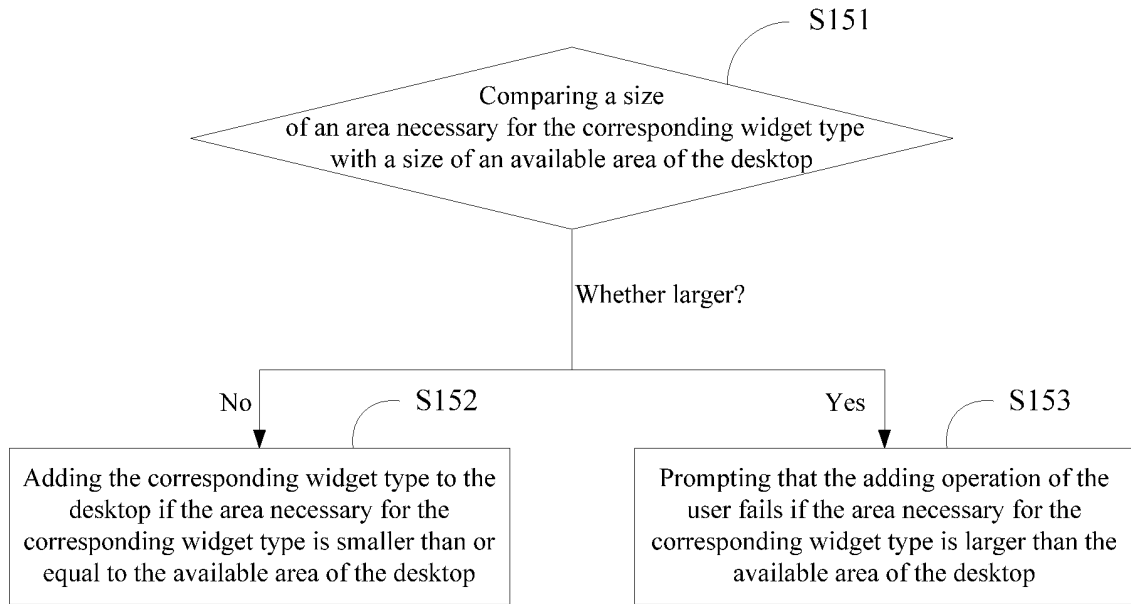 S151
Comparing a size
of an area necessary for the corresponding widget type
with a size of an available area of the desktop
Whether larger?
No
S152
Yes
S153
Adding the corresponding widget type to the
desktop if the area necessary for the
corresponding widget type is smaller than or
equal to the available area of the desktop
Prompting that the adding operation of the
user fails if the area necessary for the
corresponding widget type is larger than the
available area of the desktop